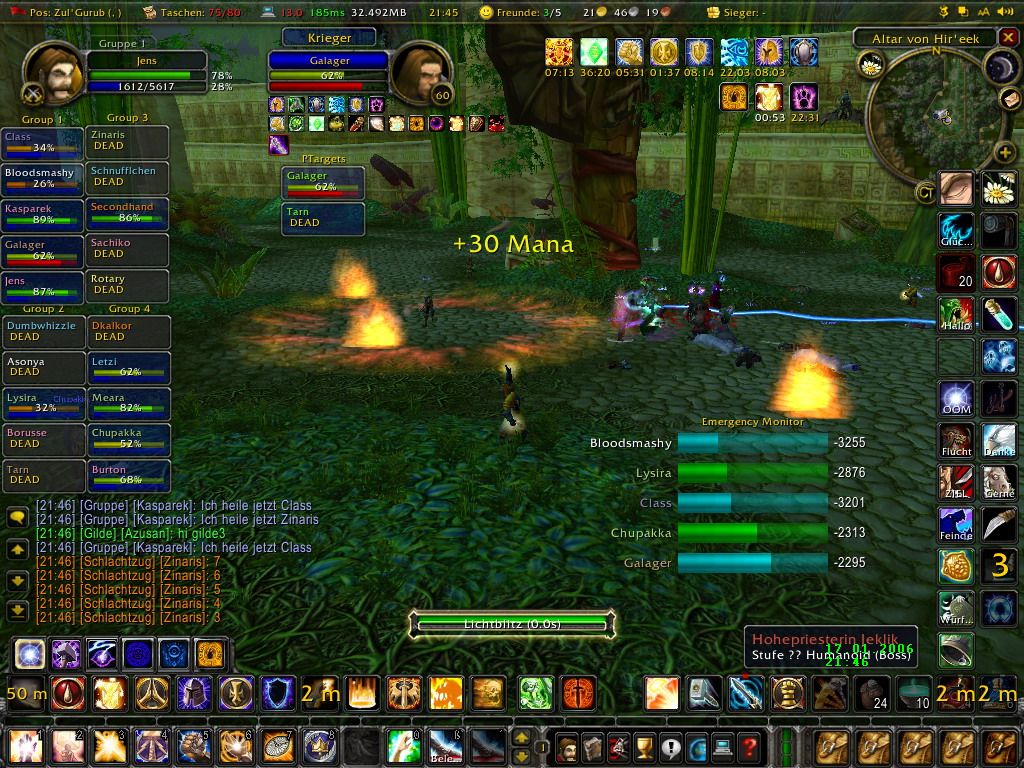 Pos: Zul'Gurub (, ) Taschen: 75/80 13.0 185ms 32.492MB 21:45 Freunde: 3/5 21 46 19 Sieger: -
Gruppe 1
Jens
78%
1612/5617 28%
Krieger
Galager
62%
60
07:13 36:20 05:31 01:37 08:14 22:03 08:03
00:53 22:31
Altar von Hir'eek
N
CT
Group 1
Class
34%
Bloodsmashy
26%
Kasparek
89%
Galager
62%
Jens
87%
Group 3
Zinaris
DEAD
Schnufflchen
DEAD
Secondhand
86%
Sachiko
DEAD
Rotary
DEAD
Group 2
Dumbwhizzle
DEAD
Asonya
DEAD
Lysira
32%
Borusse
DEAD
Tarn
DEAD
Group 4
Dkalkor
DEAD
Letzi
62%
Meara
82%
Chupakka
52%
Burton
68%
PTargets
Galager
62%
Tarn
DEAD
+30 Mana
Emergency Monitor
Bloodsmashy -3255
Lysira -2876
Class -3201
Chupakka -2313
Galager -2295
[21:46] [Gruppe] [Kasparek]: Ich heile jetzt Class
[21:46] [Gruppe] [Kasparek]: Ich heile jetzt Zinaris
[21:46] [Gilde] [Azusan]: hi gilde3
[21:46] [Gruppe] [Kasparek]: Ich heile jetzt Class
[21:46] [Schlachtzug] [Zinaris]: 7
[21:46] [Schlachtzug] [Zinaris]: 6
[21:46] [Schlachtzug] [Zinaris]: 5
[21:46] [Schlachtzug] [Zinaris]: 4
[21:46] [Schlachtzug] [Zinaris]: 3
Lichtblitz (0.0s)
Hohepriesterin Jeklik
Stufe ?? Humanoid (Boss)
17.01.2006
21:46
20
Hallo
OOM
Flucht Danke
ZIEL Gerne
Feinde
3
Würf...
50 m 2 m 24 10 2 m 2 m
Bele...